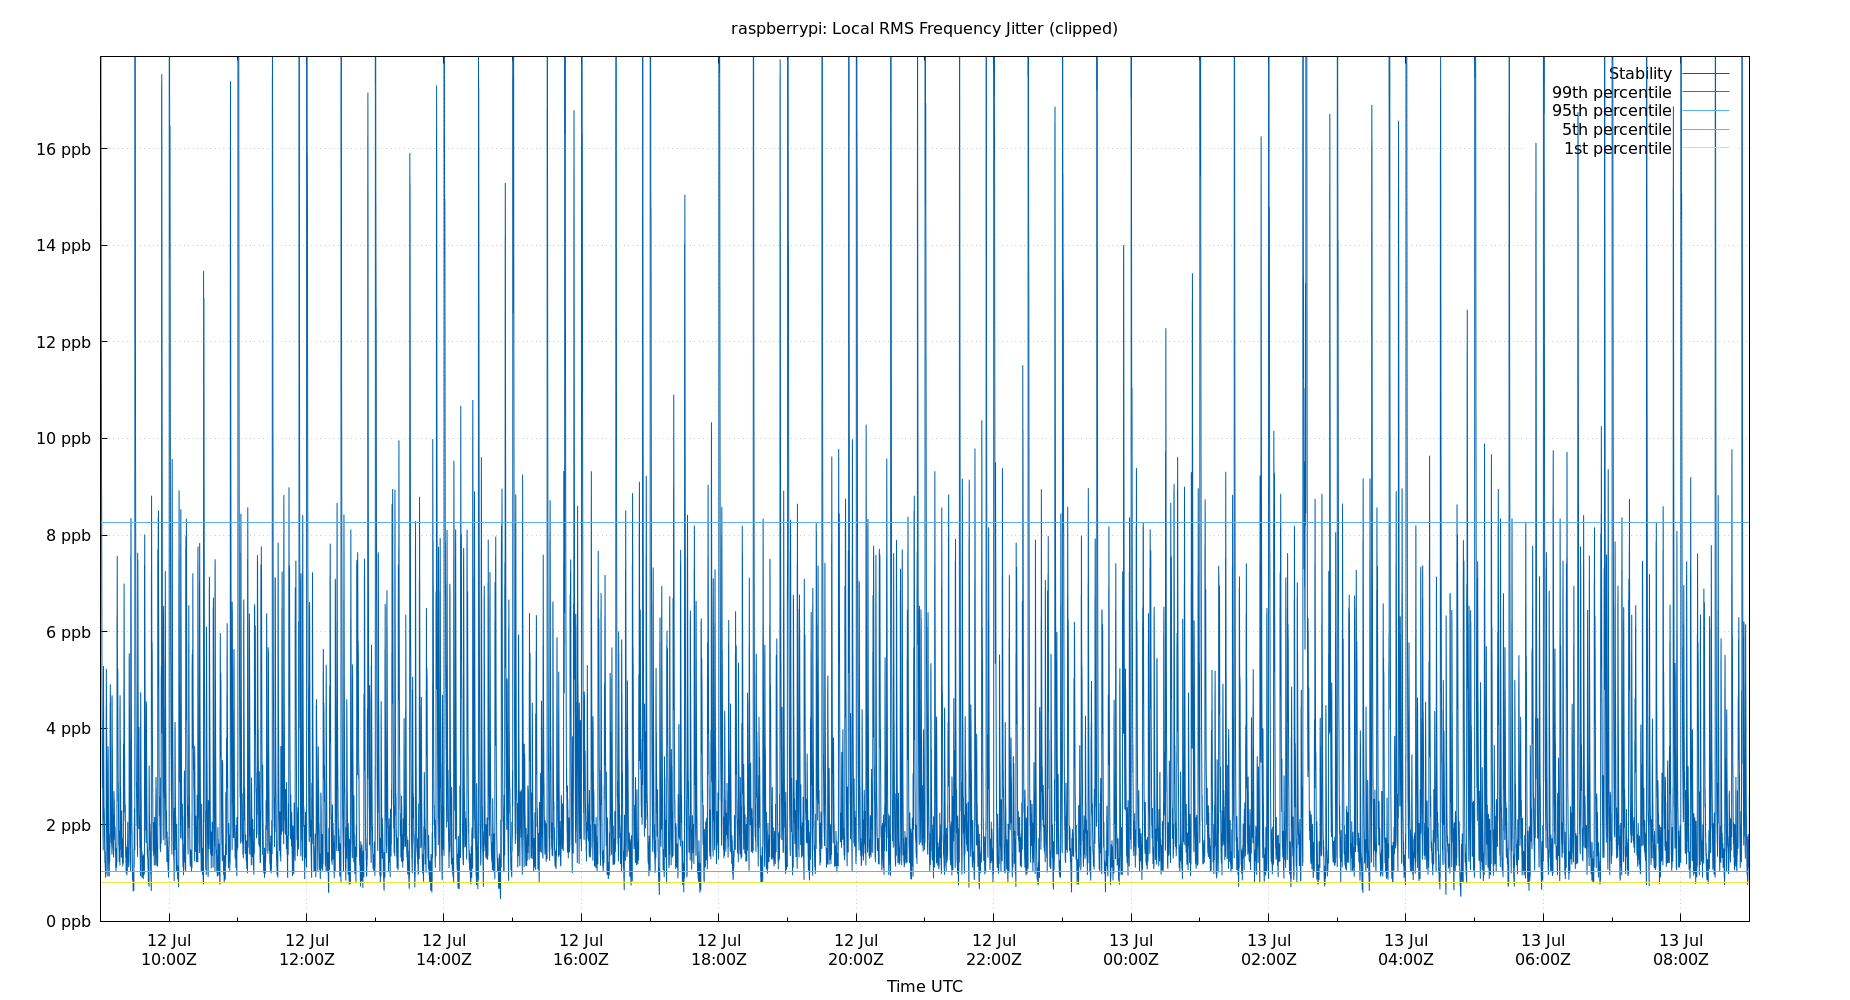 raspberrypi: Local RMS Frequency Jitter (clipped)
Stability
99th percentile
95th percentile
5th percentile
1st percentile
16 ppb
14 ppb
12 ppb
10 ppb
8 ppb
6 ppb
4 ppb
2 ppb
0 ppb
12 Jul 12 Jul 12 Jul 12 Jul 12 Jul 12 Jul 12 Jul 13 Jul 13 Jul 13 Jul 13 Jul 13 Jul
10:00Z 12:00Z 14:00Z 16:00Z 18:00Z 20:00Z 22:00Z 00:00Z 02:00Z 04:00Z 06:00Z 08:00Z
Time UTC